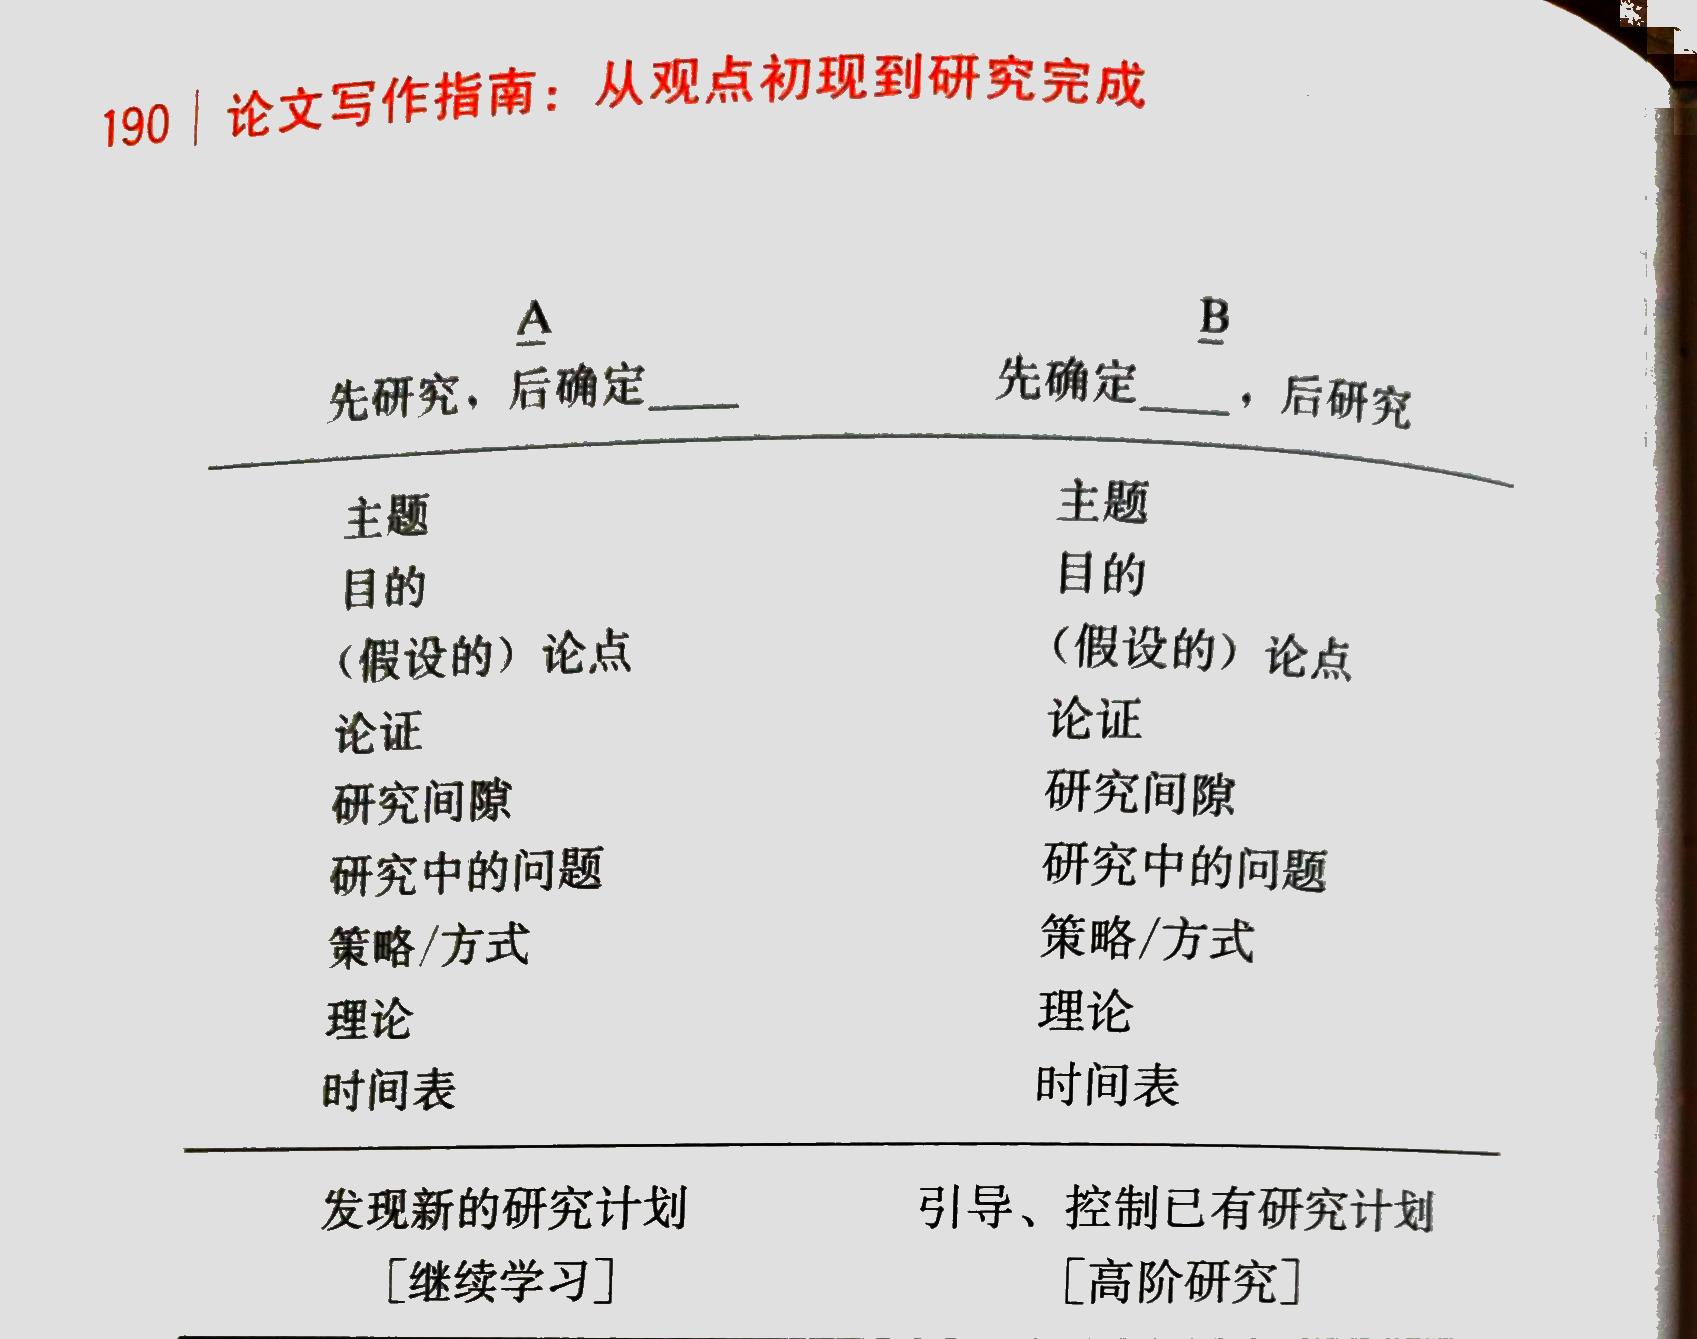 190 | 论文写作指南：从观点初现到研究完成
A B
先研究，后确定____ 先确定____，后研究
主题 主题
目的 目的
（假设的）论点 （假设的）论点
论证 论证
研究间隙 研究间隙
研究中的问题 研究中的问题
策略/方式 策略/方式
理论 理论
时间表 时间表
发现新的研究计划 引导、控制已有研究计划
［继续学习］ ［高阶研究］